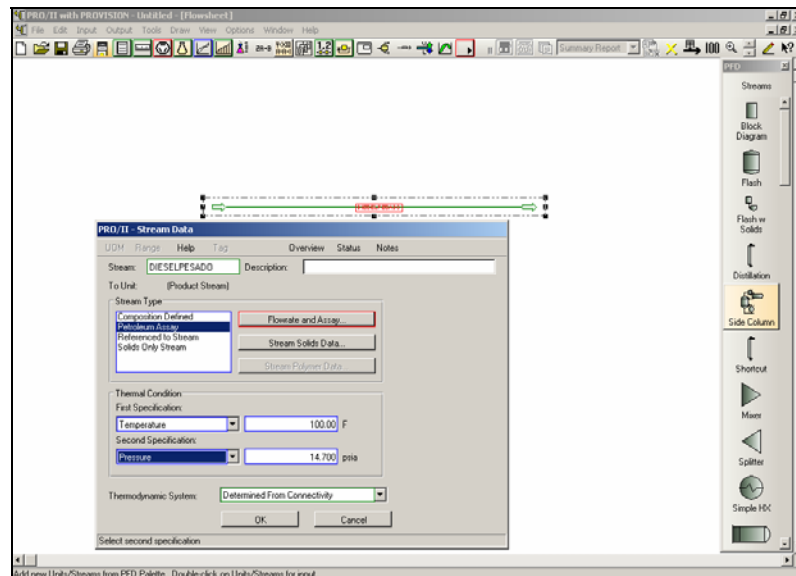 PRO/II with PROVISION - Untitled - [Flowsheet]
File Edit Input Output Tools Draw View Options Window Help
Summary Report
100
PFD
Streams
Block
Diagram
Flash
Flash w
Solids
Distillation
Side Column
Shortcut
Mixer
Splitter
Simple HX
PRO/II - Stream Data
UOM Range Help Tag Overview Status Notes
Stream: DIESELPESADO Description:
To Unit: (Product Stream)
Stream Type
Composition Defined
Petroleum Assay
Referenced to Stream
Solids Only Stream
Flowrate and Assay...
Stream Solids Data...
Stream Polymer Data...
Thermal Condition
First Specification:
Temperature 100.00 F
Second Specification:
Pressure 14.700 psia
Thermodynamic System: Determined From Connectivity
OK Cancel
Select second specification
Add new Units/Streams from PFD Palette. Double-click on Units/Streams for input.